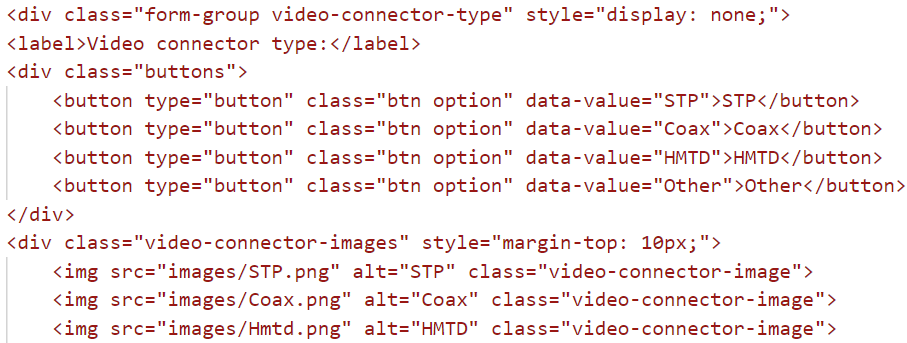 <div class="form-group video-connector-type" style="display: none;">
<label>Video connector type:</label>
<div class="buttons">
    <button type="button" class="btn option" data-value="STP">STP</button>
    <button type="button" class="btn option" data-value="Coax">Coax</button>
    <button type="button" class="btn option" data-value="HMTD">HMTD</button>
    <button type="button" class="btn option" data-value="Other">Other</button>
</div>
<div class="video-connector-images" style="margin-top: 10px;">
    <img src="images/STP.png" alt="STP" class="video-connector-image">
    <img src="images/Coax.png" alt="Coax" class="video-connector-image">
    <img src="images/Hmtd.png" alt="HMTD" class="video-connector-image">